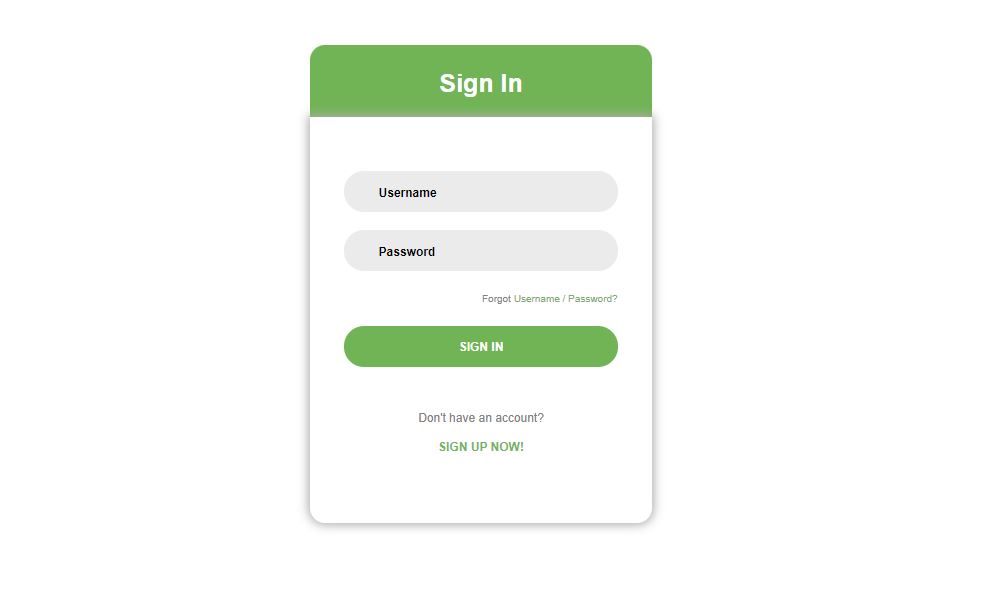 Sign In
Username
Password
Forgot Username / Password?
SIGN IN
Don't have an account?
SIGN UP NOW!